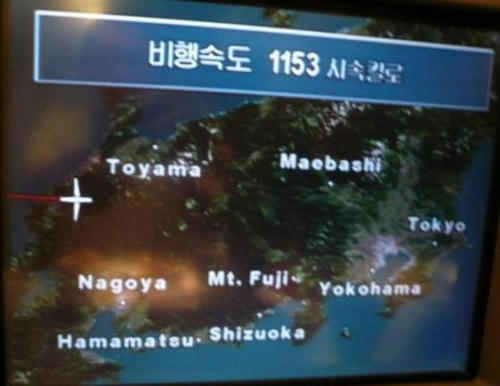 비행속도 1153 시속킬로
Toyama Maebashi
Tokyo
Nagoya Mt. Fuji Yokohama
Hamamatsu Shizuoka